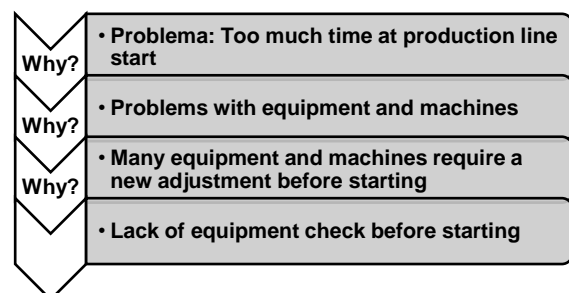 • Problema: Too much time at production line
start
Why?
• Problems with equipment and machines
Why?
• Many equipment and machines require a
new adjustment before starting
Why?
• Lack of equipment check before starting